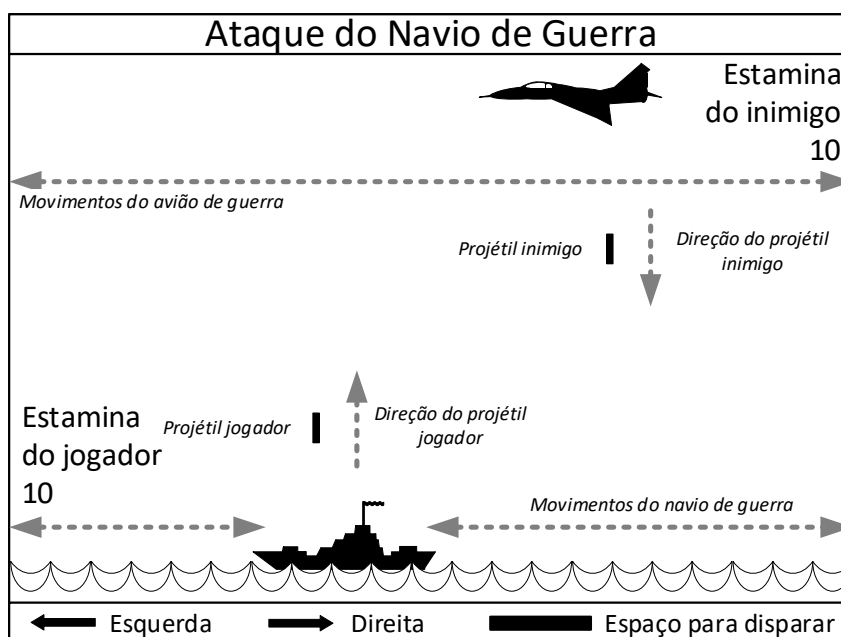 Ataque do Navio de Guerra
Estamina
do inimigo
10
Movimentos do avião de guerra
Projétil inimigo
Direção do projétil
inimigo
Estamina
do jogador
10
Projétil jogador
Direção do projétil
jogador
Movimentos do navio de guerra
Esquerda
Direita
Espaço para disparar